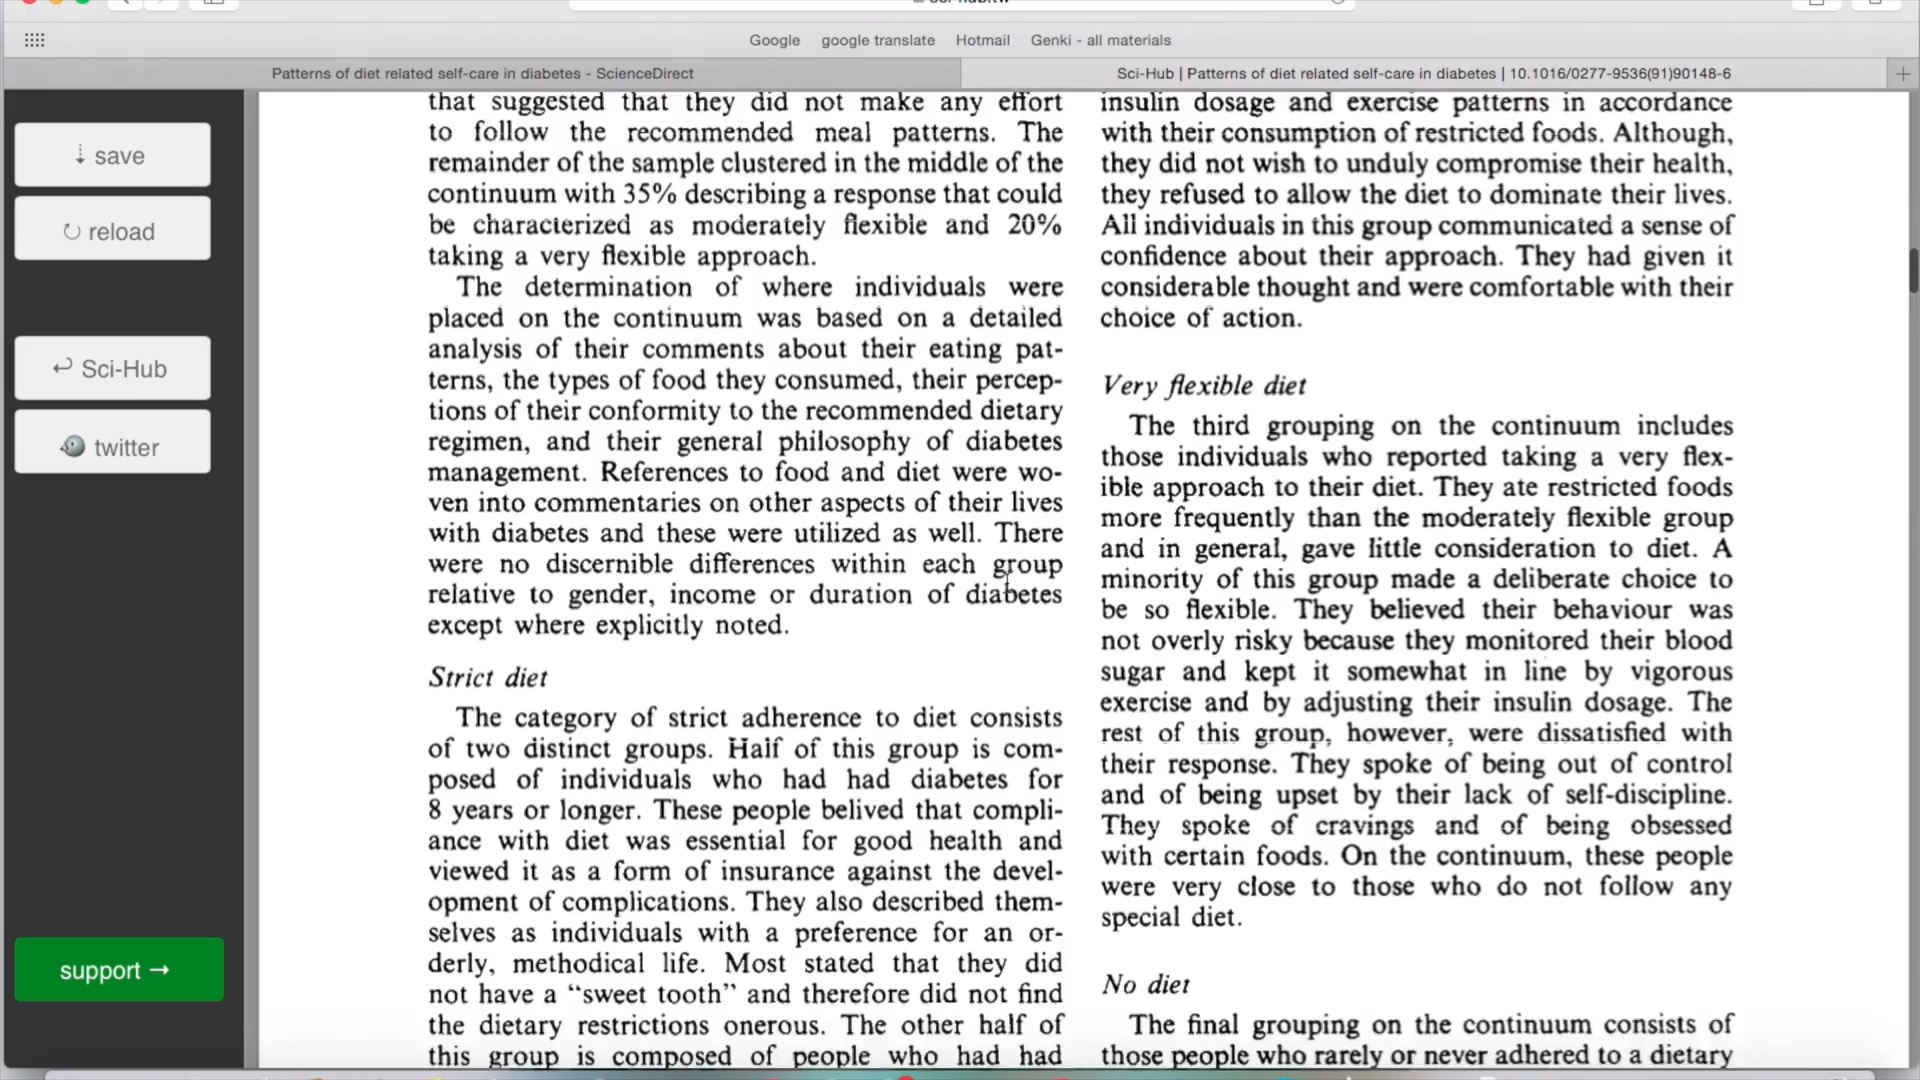 Google google translate Hotmail Genki - all materials
Patterns of diet related self-care in diabetes - ScienceDirect
Sci-Hub | Patterns of diet related self-care in diabetes | 10.1016/0277-9536(91)90148-6
save
reload
Sci-Hub
twitter
support →
that suggested that they did not make any effort
to follow the recommended meal patterns. The
remainder of the sample clustered in the middle of the
continuum with 35% describing a response that could
be characterized as moderately flexible and 20%
taking a very flexible approach.
The determination of where individuals were
placed on the continuum was based on a detailed
analysis of their comments about their eating pat-
terns, the types of food they consumed, their percep-
tions of their conformity to the recommended dietary
regimen, and their general philosophy of diabetes
management. References to food and diet were wo-
ven into commentaries on other aspects of their lives
with diabetes and these were utilized as well. There
were no discernible differences within each group
relative to gender, income or duration of diabetes
except where explicitly noted.
Strict diet
The category of strict adherence to diet consists
of two distinct groups. Half of this group is com-
posed of individuals who had had diabetes for
8 years or longer. These people belived that compli-
ance with diet was essential for good health and
viewed it as a form of insurance against the devel-
opment of complications. They also described them-
selves as individuals with a preference for an or-
derly, methodical life. Most stated that they did
not have a “sweet tooth” and therefore did not find
the dietary restrictions onerous. The other half of
this group is composed of people who had had
insulin dosage and exercise patterns in accordance
with their consumption of restricted foods. Although,
they did not wish to unduly compromise their health,
they refused to allow the diet to dominate their lives.
All individuals in this group communicated a sense of
confidence about their approach. They had given it
considerable thought and were comfortable with their
choice of action.
Very flexible diet
The third grouping on the continuum includes
those individuals who reported taking a very flex-
ible approach to their diet. They ate restricted foods
more frequently than the moderately flexible group
and in general, gave little consideration to diet. A
minority of this group made a deliberate choice to
be so flexible. They believed their behaviour was
not overly risky because they monitored their blood
sugar and kept it somewhat in line by vigorous
exercise and by adjusting their insulin dosage. The
rest of this group, however, were dissatisfied with
their response. They spoke of being out of control
and of being upset by their lack of self-discipline.
They spoke of cravings and of being obsessed
with certain foods. On the continuum, these people
were very close to those who do not follow any
special diet.
No diet
The final grouping on the continuum consists of
those people who rarely or never adhered to a dietary